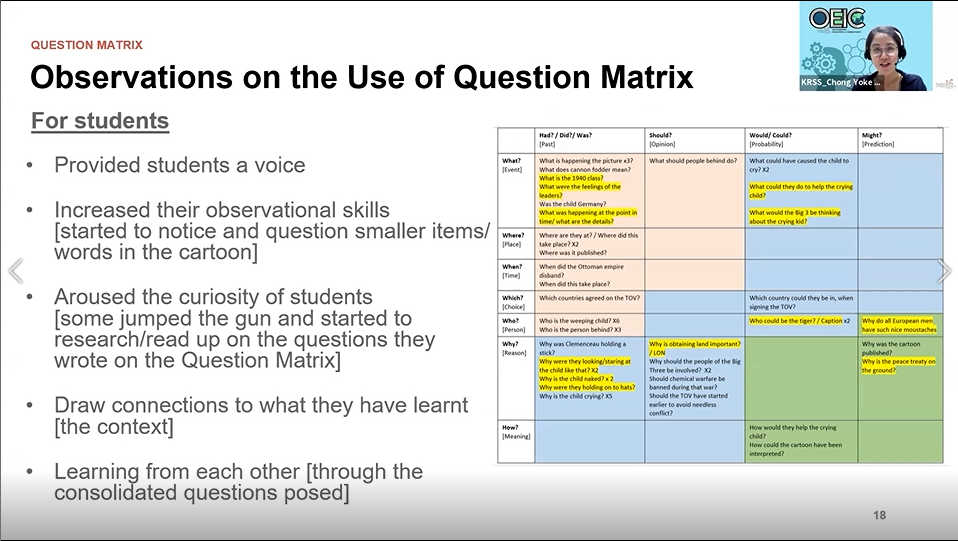 QUESTION MATRIX
Observations on the Use of Question Matrix
OEIC
KRSS_Chong Yoke ...
For students
• Provided students a voice
• Increased their observational skills
[started to notice and question smaller items/
words in the cartoon]
• Aroused the curiosity of students
[some jumped the gun and started to
research/read up on the questions they
wrote on the Question Matrix]
• Draw connections to what they have learnt
[the context]
• Learning from each other [through the
consolidated questions posed]
Had? / Did?/ Was?
[Past]
Should?
[Opinion]
Would/ Could?
[Probability]
Might?
[Prediction]
What?
[Event]
What is happening the picture x3?
What does cannon fodder mean?
What is the 1940 class?
What were the feelings of the
leaders?
Was the child Germany?
What was happening at the point in
time/ what are the details?
What should people behind do?
What could have caused the child to
cry? X2
What could they do to help the crying
child?
What would the Big 3 be thinking
about the crying kid?
Where?
[Place]
Where are they at? / Where did this
take place? X2
Where was it published?
When?
[Time]
When did the Ottoman empire
disband?
When did this take place?
Which?
[Choice]
Which countries agreed on the TOV?
Which country could they be in, when
signing the TOV?
Who?
[Person]
Who is the weeping child? X6
Who is the person behind? X3
Who could be the tiger? / Caption x2
Why do all European men
have such nice moustaches
Why?
[Reason]
Why was Clemenceau holding a
stick?
Why were they looking/staring at
the child like that? X2
Why is the child naked? x 2
Why were they holding on to hats?
Why is the child crying? X5
Why is obtaining land important?
/ LON
Why should the people of the Big
Three be involved? X2
Should chemical warfare be
banned during that war?
Should the TOV have started
earlier to avoid needless
conflict?
Why was the cartoon
published?
Why is the peace treaty on
the ground?
How?
[Meaning]
How would they help the crying
child?
How could the cartoon have been
interpreted?
18